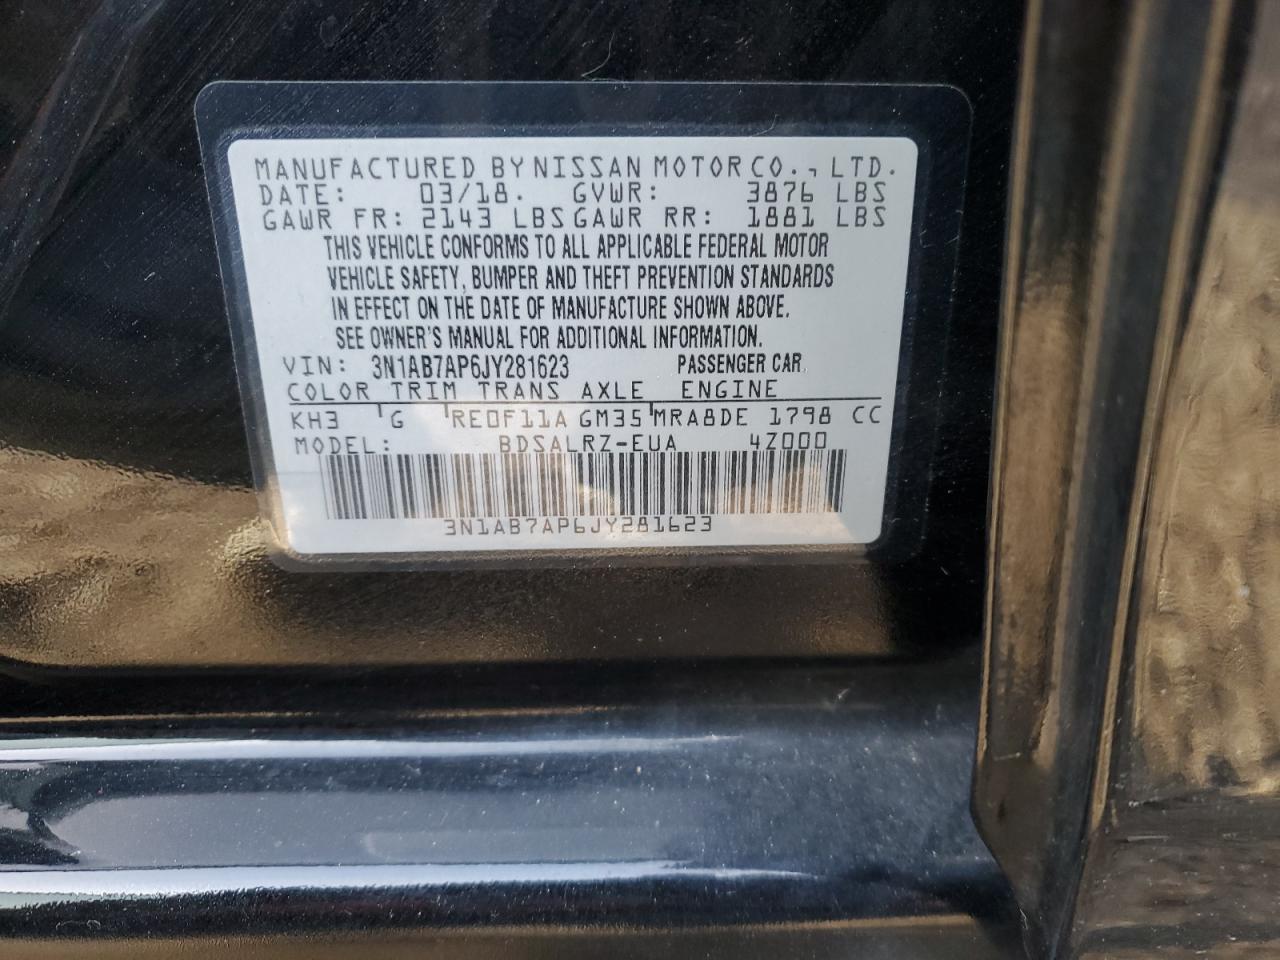 MANUFACTURED BY NISSAN MOTOR CO., LTD.
DATE: 03/18. GVWR: 3876 LBS
GAWR FR: 2143 LBS GAWR RR: 1881 LBS
THIS VEHICLE CONFORMS TO ALL APPLICABLE FEDERAL MOTOR
VEHICLE SAFETY, BUMPER AND THEFT PREVENTION STANDARDS
IN EFFECT ON THE DATE OF MANUFACTURE SHOWN ABOVE.
SEE OWNER'S MANUAL FOR ADDITIONAL INFORMATION.
VIN: 3N1AB7AP6JY281623 PASSENGER CAR
COLOR TRIM TRANS AXLE ENGINE
KH3 G RE0F11A GM35 MRA8DE 1798 CC
MODEL: BDSALRZ-EUA 4Z000
3N1AB7AP6JY281623